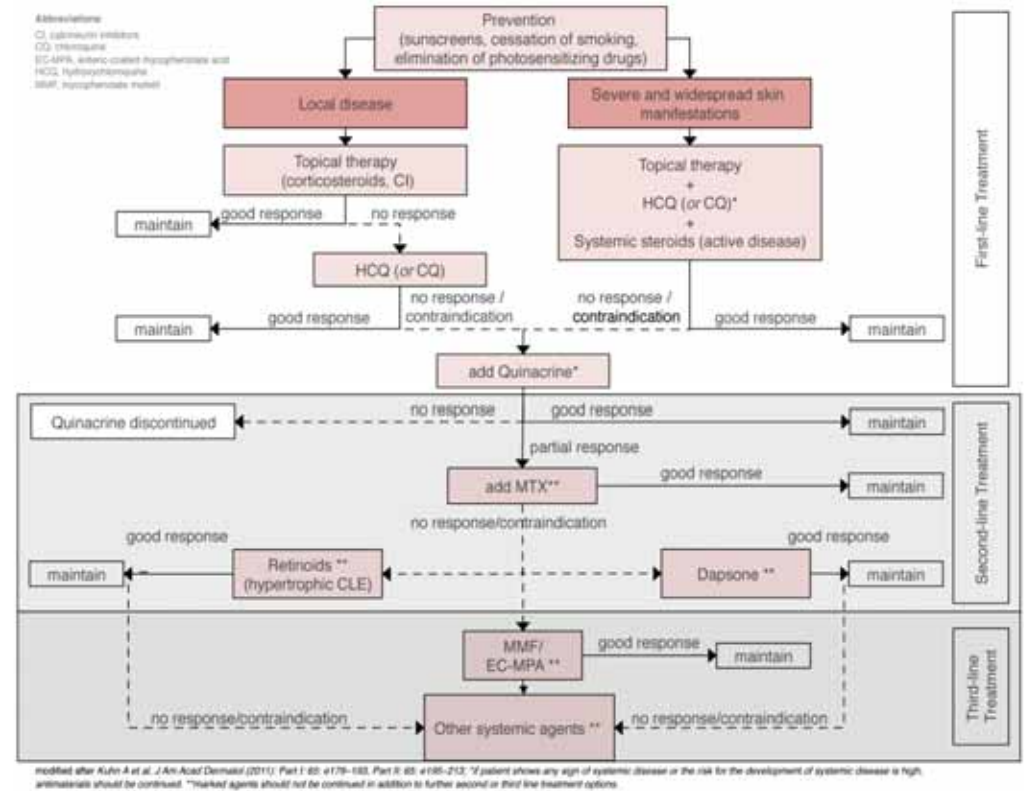 Abbreviations
CI, calcineurin inhibitors
CQ, chloroquine
EC-MPA, enteric-coated mycophenolate acid
HCQ, hydroxychloroquine
MMF, mycophenolate mofetil
Prevention
(sunscreens, cessation of smoking,
elimination of photosensitizing drugs)
Local disease
Severe and widespread skin
manifestations
Topical therapy
(corticosteroids, CI)
Topical therapy
+
HCQ (or CQ)*
+
Systemic steroids (active disease)
good response
no response
maintain
HCQ (or CQ)
no response /
contraindication
no response /
contraindication
good response
good response
maintain
maintain
add Quinacrine*
First-line Treatment
no response
good response
Quinacrine discontinued
maintain
partial response
add MTX**
good response
maintain
no response/contraindication
good response
good response
maintain
Retinoids **
(hypertrophic CLE)
Dapsone **
maintain
Second-line Treatment
MMF/
EC-MPA **
good response
maintain
no response/contraindication
Other systemic agents **
no response/contraindication
Third-line
Treatment
modified after Kuhn A et al. J Am Acad Dermatol (2011); Part I: 65: e179–193, Part II: 65: e195–213; *if patient shows any sign of systemic disease or the risk for the development of systemic disease is high,
antimalarials should be continued. **marked agents should not be continued in addition to further second or third line treatment options.